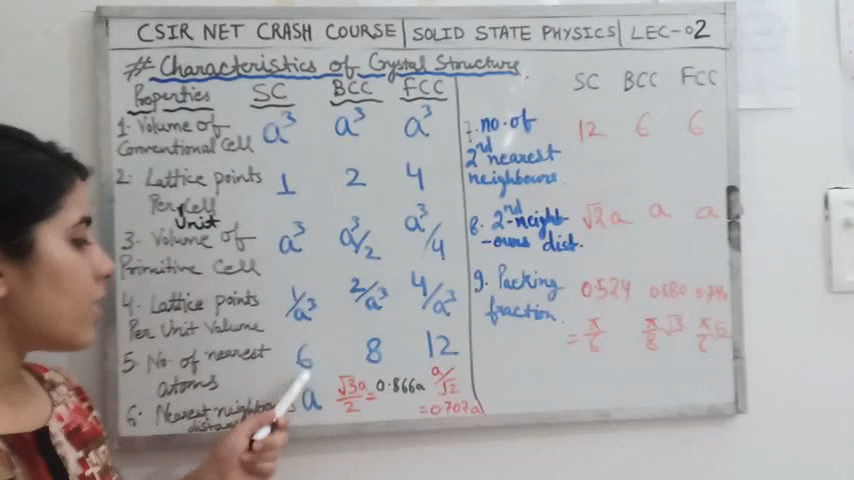 CSIR NET CRASH COURSE | SOLID STATE PHYSICS | LEC-02
# Characteristics of Crystal Structure
Properties SC BCC FCC
1. Volume of Conventional Cell a³ a³ a³
2. Lattice points Per Unit Cell 1 2 4
3. Volume of Primitive Cell a³ a³/2 a³/4
4. Lattice points Per Unit Volume 1/a³ 2/a³ 4/a³
5. No. of nearest atoms 6 8 12
6. Nearest neighbour a √3a/2 = 0.866a a/√2 = 0.707a
SC BCC FCC
7. no. of 2nd nearest neighbours 12 6 6
8. 2nd-neighbours dist. √2a a a
9. Packing fraction 0.524 0.680
= π/6 π/8 √3 π/6 √2